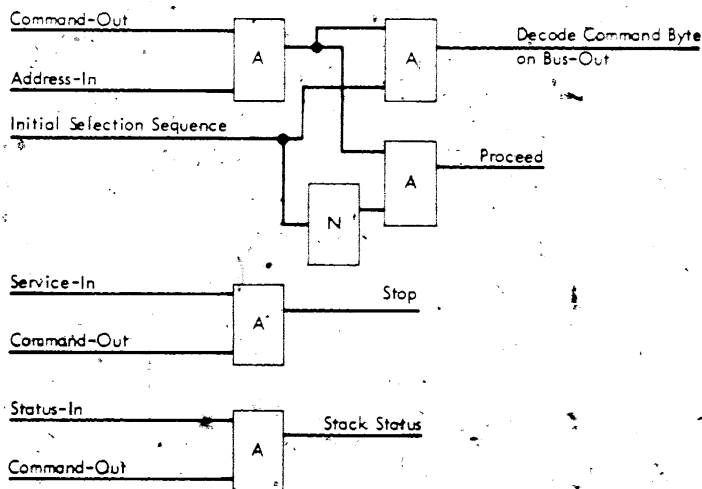 Command-Out
Decode Command Byte
on Bus-Out
A
A
Address-In
Initial Selection Sequence
Proceed
A
N
Service-In
Stop
A
Command-Out
Status-In
Stack Status
A
Command-Out